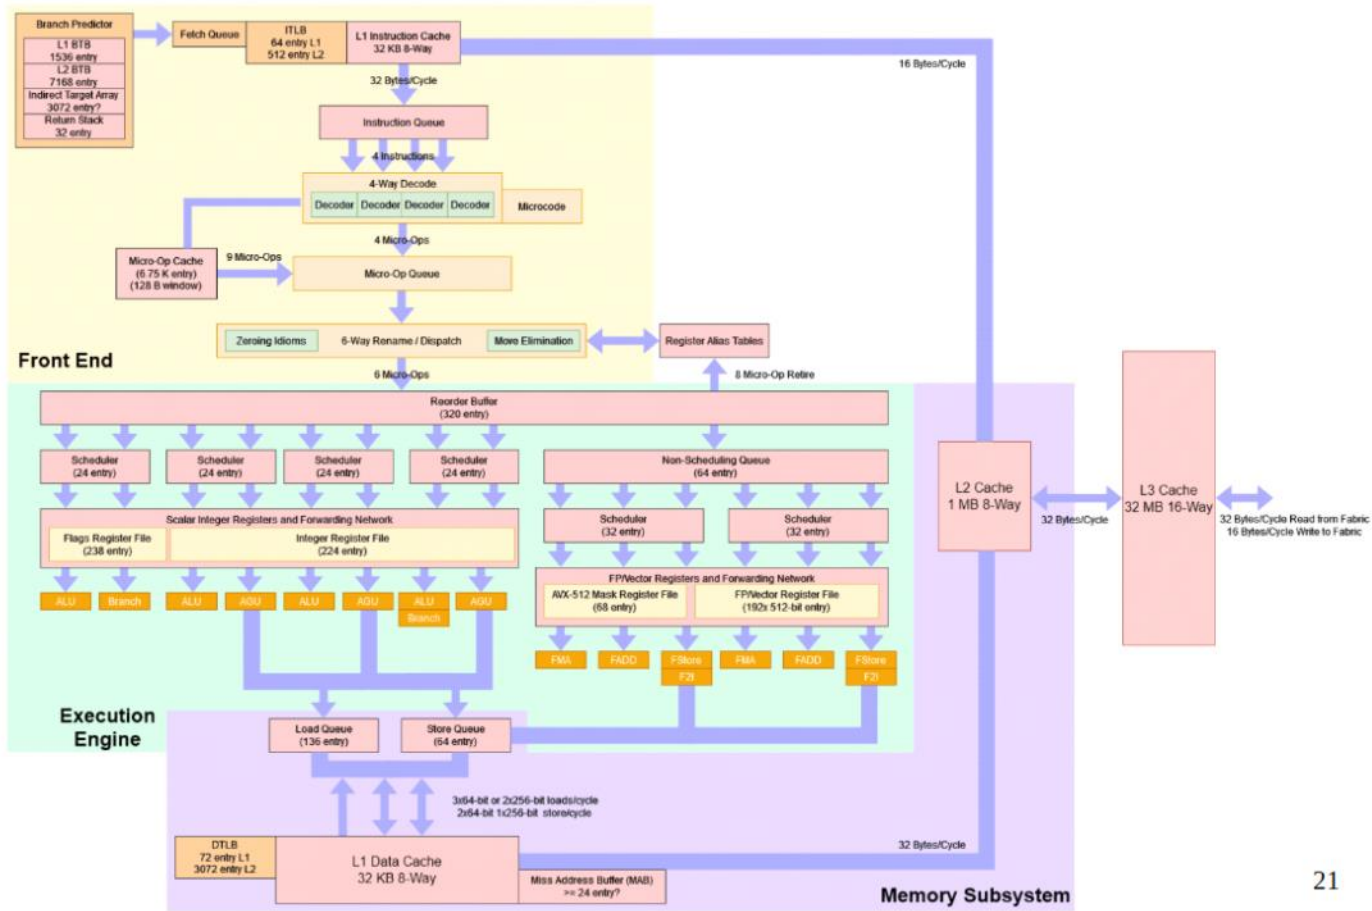 Branch Predictor
L1 BTB
1536 entry
L2 BTB
7168 entry
Indirect Target Array
3072 entry?
Return Stack
32 entry
Fetch Queue
ITLB
64 entry L1
512 entry L2
L1 Instruction Cache
32 KB 8-Way
16 Bytes/Cycle
32 Bytes/Cycle
Instruction Queue
4 Instructions
4-Way Decode
Decoder Decoder Decoder Decoder
Microcode
4 Micro-Ops
Micro-Op Cache
(6.75 K entry)
(128 B window)
9 Micro-Ops
Micro-Op Queue
Zeroing Idioms
6-Way Rename / Dispatch
Move Elimination
Register Alias Tables
Front End
6 Micro-Ops
8 Micro-Op Retire
Reorder Buffer
(320 entry)
Scheduler
(24 entry)
Scheduler
(24 entry)
Scheduler
(24 entry)
Scheduler
(24 entry)
Non-Scheduling Queue
(64 entry)
Scalar Integer Registers and Forwarding Network
Flags Register File
(238 entry)
Integer Register File
(224 entry)
Scheduler
(32 entry)
Scheduler
(32 entry)
FP/Vector Registers and Forwarding Network
AVX-512 Mask Register File
(68 entry)
FP/Vector Register File
(192x 512-bit entry)
ALU
Branch
ALU
AGU
ALU
AGU
ALU
Branch
AGU
FMA
FADD
FStore
F2I
FMA
FADD
FStore
F2I
L2 Cache
1 MB 8-Way
32 Bytes/Cycle
L3 Cache
32 MB 16-Way
32 Bytes/Cycle Read from Fabric
16 Bytes/Cycle Write to Fabric
Execution
Engine
Load Queue
(136 entry)
Store Queue
(64 entry)
3x64-bit or 2x256-bit loads/cycle
2x64-bit 1x256-bit store/cycle
DTLB
72 entry L1
3072 entry L2
L1 Data Cache
32 KB 8-Way
32 Bytes/Cycle
Miss Address Buffer (MAB)
>= 24 entry?
Memory Subsystem
21